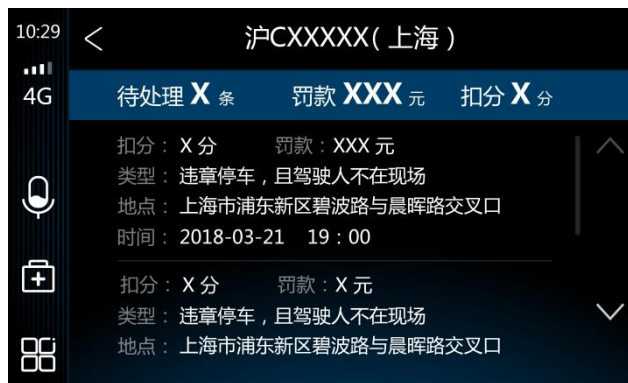 10:29
沪CXXXXX(上海)
4G
待处理 X 条 罚款 XXX 元 扣分 X 分
扣分：X 分 罚款：XXX 元
类型：违章停车，且驾驶人不在现场
地点：上海市浦东新区碧波路与晨晖路交叉口
时间：2018-03-21 19：00
扣分：X 分 罚款：X 元
类型：违章停车，且驾驶人不在现场
地点：上海市浦东新区碧波路与晨晖路交叉口